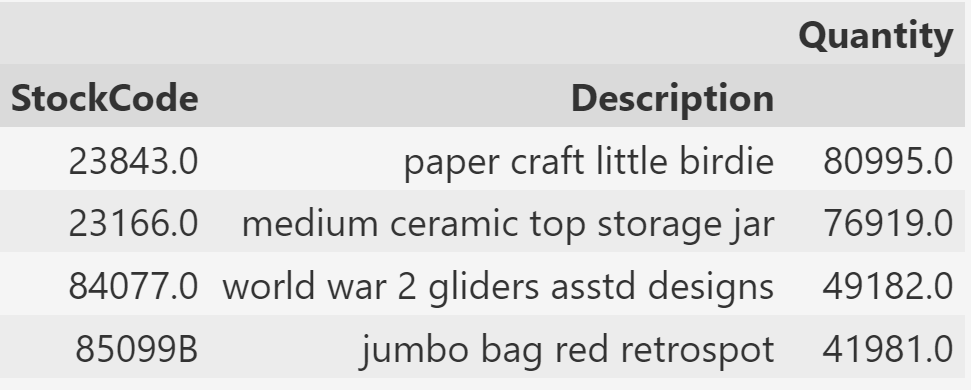 Quantity
StockCode Description
23843.0 paper craft little birdie 80995.0
23166.0 medium ceramic top storage jar 76919.0
84077.0 world war 2 gliders asstd designs 49182.0
85099B jumbo bag red retrospot 41981.0